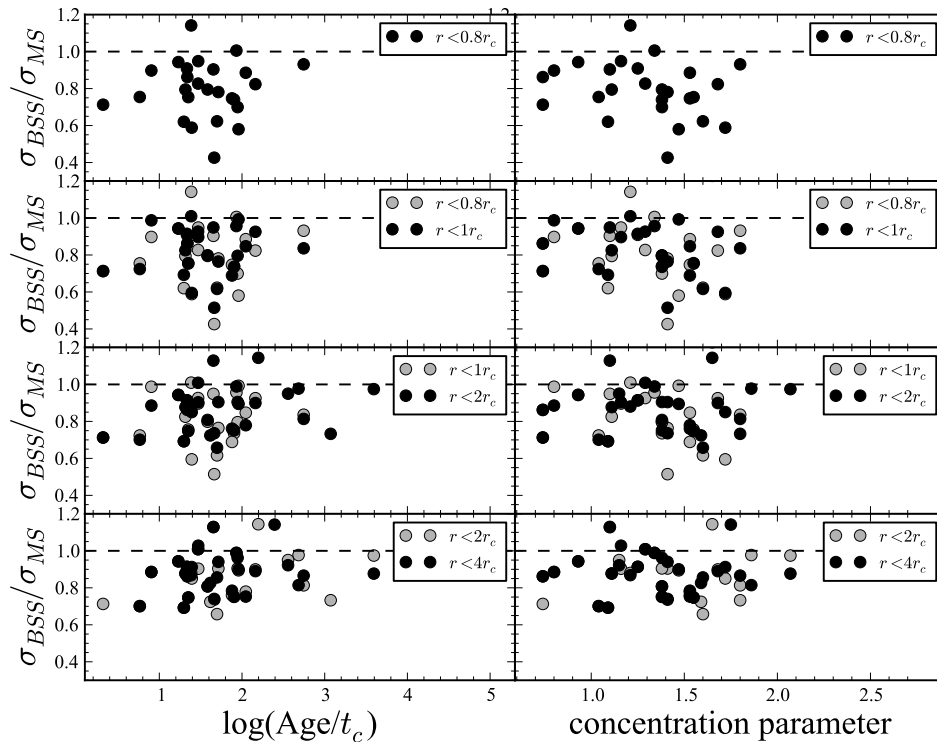 1.2
1.2
1.0
0.8
0.6
0.4
σ_BSS/σ_MS
r <0.8r_c
r <0.8r_c
1.2
1.0
0.8
0.6
0.4
σ_BSS/σ_MS
r <0.8r_c
r <1r_c
r <0.8r_c
r <1r_c
1.2
1.0
0.8
0.6
0.4
σ_BSS/σ_MS
r <1r_c
r <2r_c
r <1r_c
r <2r_c
1.2
1.0
0.8
0.6
0.4
σ_BSS/σ_MS
r <2r_c
r <4r_c
r <2r_c
r <4r_c
1 2 3 4 5
1.0 1.5 2.0 2.5
log(Age/t_c)
concentration parameter